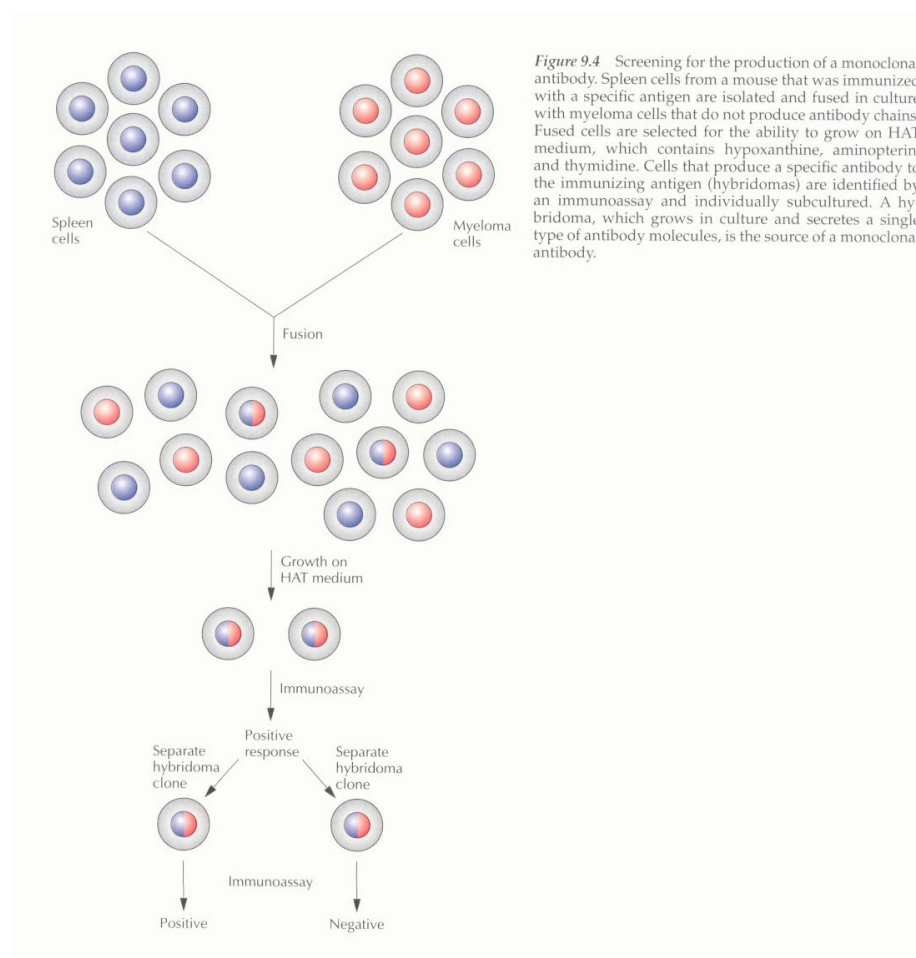 Figure 9.4 Screening for the production of a monoclona
antibody. Spleen cells from a mouse that was immunized
with a specific antigen are isolated and fused in culture
with myeloma cells that do not produce antibody chains
Fused cells are selected for the ability to grow on HAT
medium, which contains hypoxanthine, aminopterin
and thymidine. Cells that produce a specific antibody to
the immunizing antigen (hybridomas) are identified by
an immunoassay and individually subcultured. A hy-
bridoma, which grows in culture and secretes a single
type of antibody molecules, is the source of a monoclona
antibody.
Spleen
cells
Myeloma
cells
Fusion
Growth on
HAT medium
Immunoassay
Positive
response
Separate
hybridoma
clone
Separate
hybridoma
clone
Immunoassay
Positive
Negative